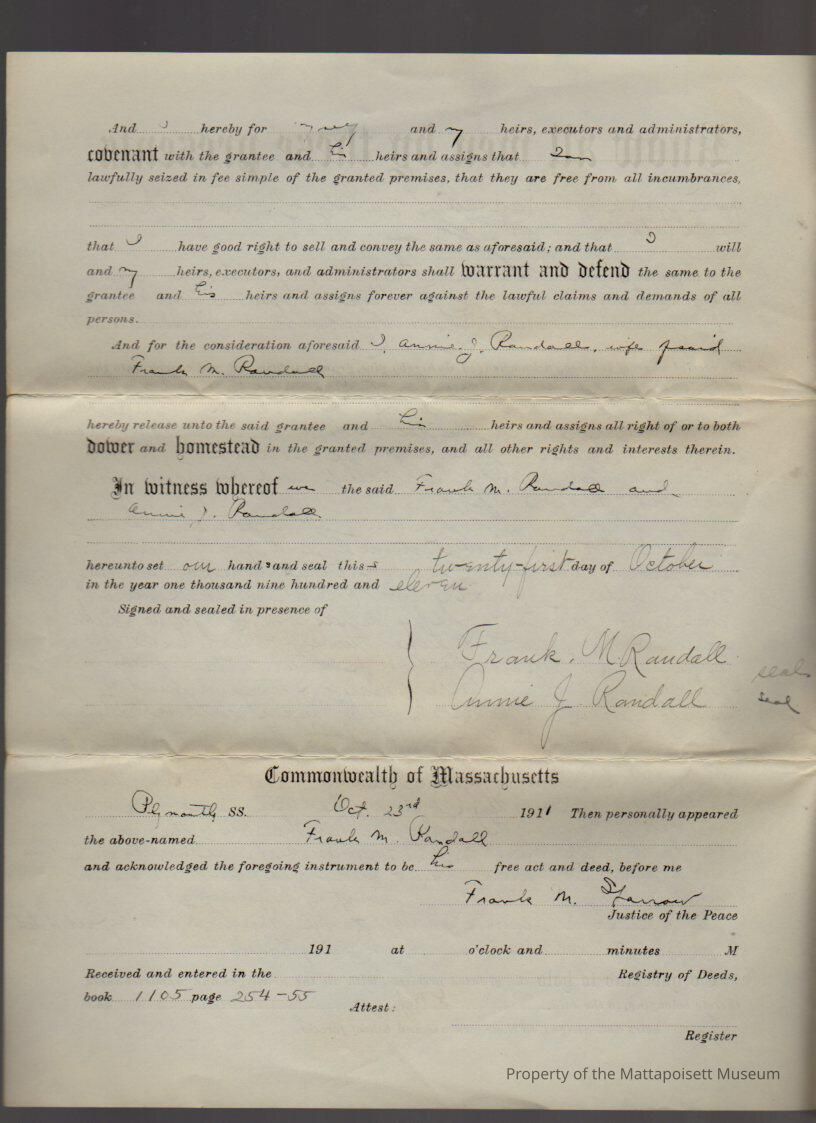 And I hereby for myself and my heirs, executors and administrators,
covenant with the grantee and his heirs and assigns that I am
lawfully seized in fee simple of the granted premises, that they are free from all incumbrances,
that I have good right to sell and convey the same as aforesaid; and that I will
and my heirs, executors, and administrators shall warrant and defend the same to the
grantee and his heirs and assigns forever against the lawful claims and demands of all
persons.
And for the consideration aforesaid I, Annie J. Randall, wife of said
Frank M. Randall
hereby release unto the said grantee and his heirs and assigns all right of or to both
dower and homestead in the granted premises, and all other rights and interests therein.
In witness whereof we the said Frank M. Randall and
Annie J. Randall
hereunto set our hands and seals this twenty-first day of October
in the year one thousand nine hundred and eleven
Signed and sealed in presence of
Frank. M Randall seal
Annie J Randall seal
Commonwealth of Massachusetts
Plymouth ss. Oct. 23rd 1911 Then personally appeared
the above-named Frank M. Randall
and acknowledged the foregoing instrument to be his free act and deed, before me
Frank M. Sparrow
Justice of the Peace
191 at o'clock and minutes M
Received and entered in the Registry of Deeds,
book 1105 page 254-55
Attest:
Register
Property of the Mattapoisett Museum